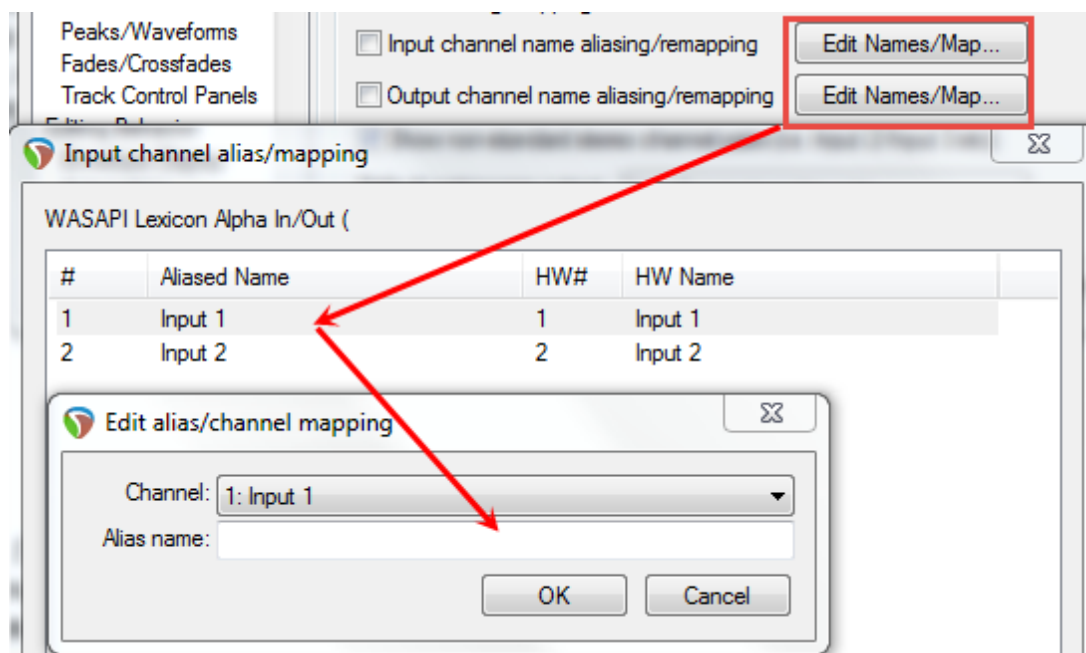 Peaks/Waveforms
Fades/Crossfades
Track Control Panels
Input channel name aliasing/remapping
Edit Names/Map...
Output channel name aliasing/remapping
Edit Names/Map...
Input channel alias/mapping
WASAPI Lexicon Alpha In/Out (
# Aliased Name HW# HW Name
1 Input 1 1 Input 1
2 Input 2 2 Input 2
Edit alias/channel mapping
Channel: 1: Input 1
Alias name:
OK Cancel